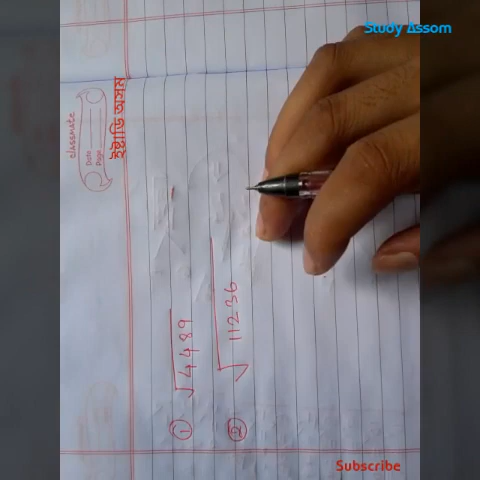 Study Assom
classmate
Date
Page
ষ্টাডি অসম
① √4489
② √11236
Subscribe